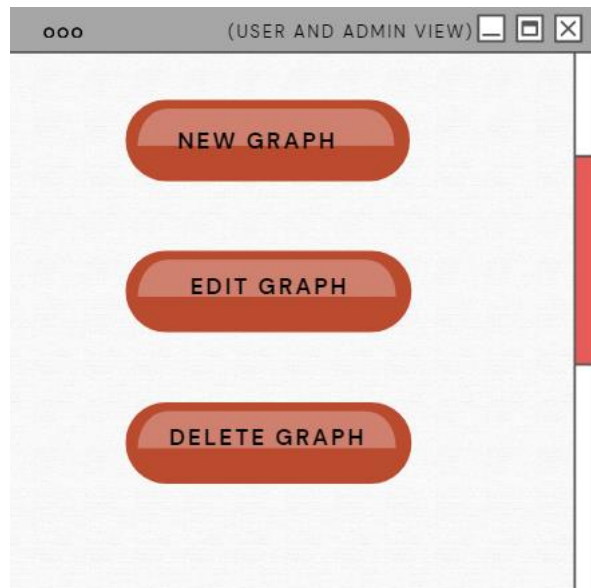 ooo (USER AND ADMIN VIEW)
NEW GRAPH
EDIT GRAPH
DELETE GRAPH